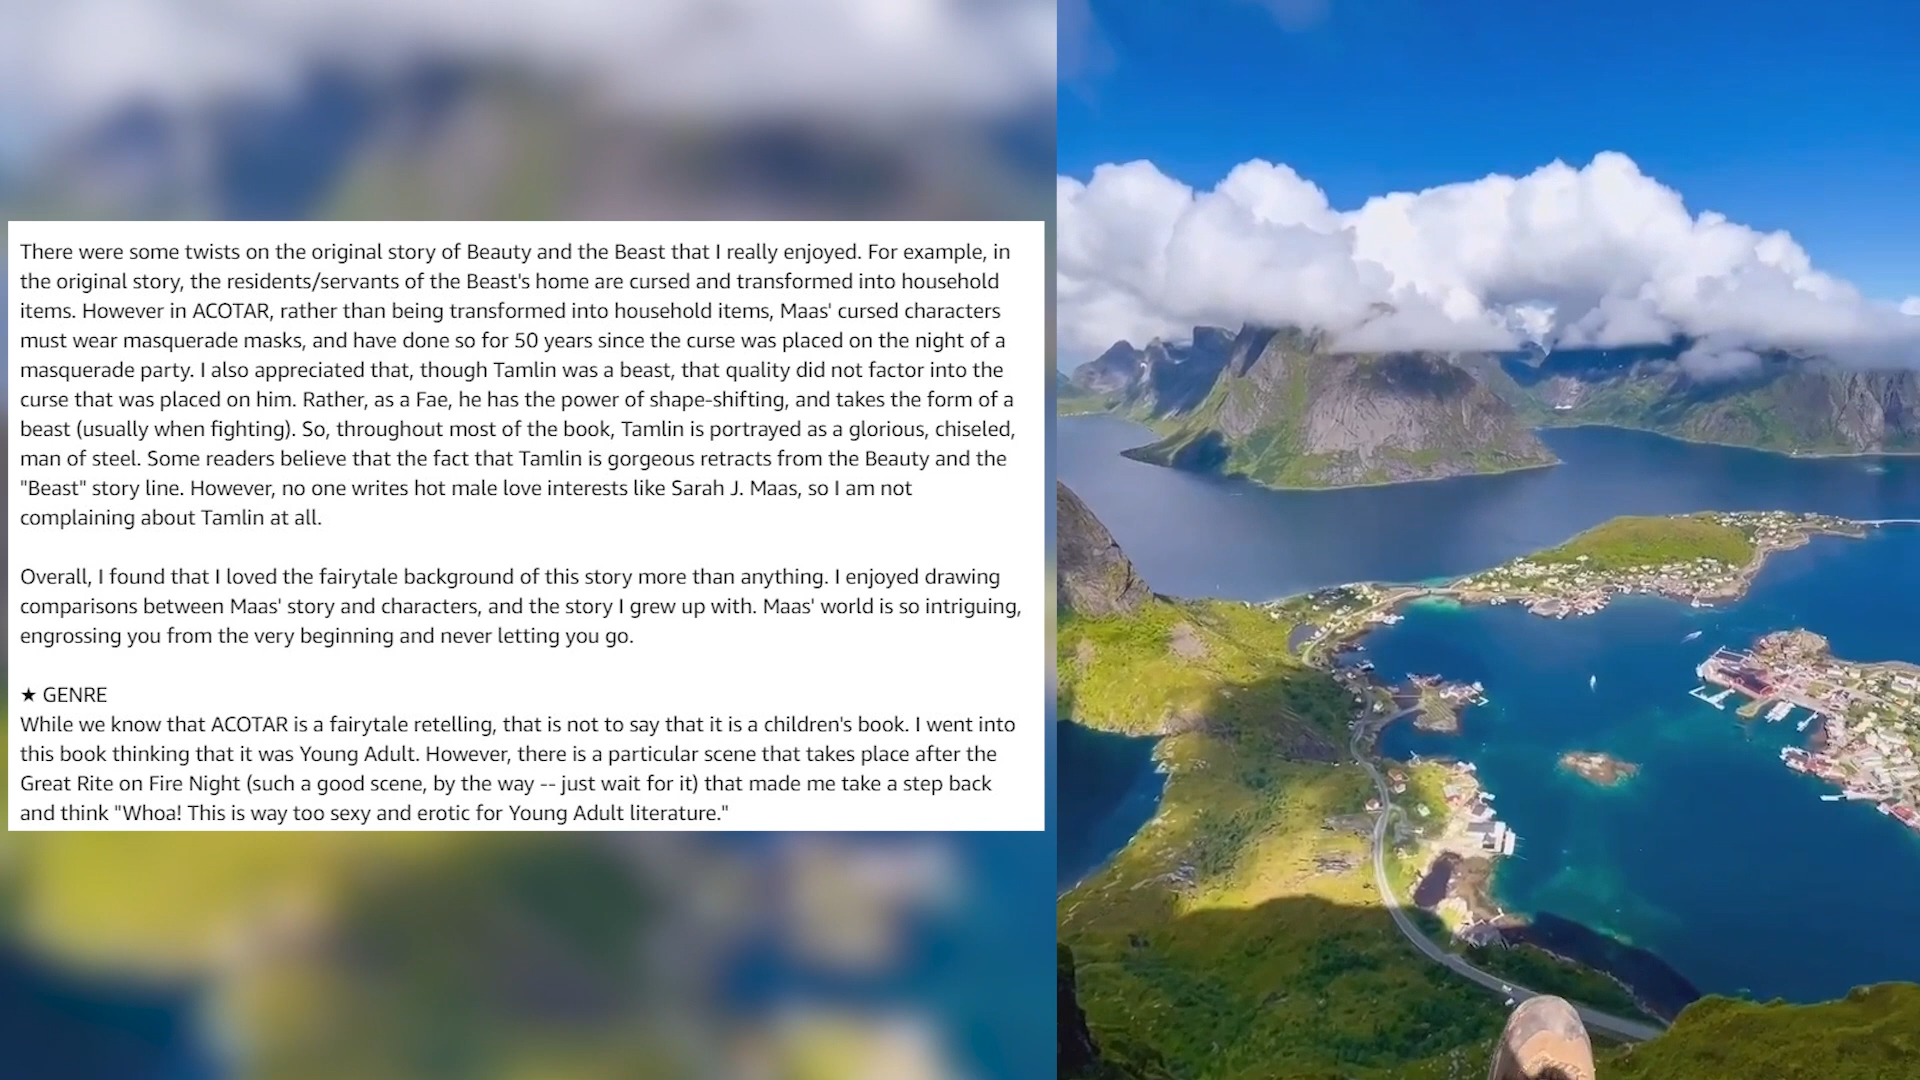 There were some twists on the original story of Beauty and the Beast that I really enjoyed. For example, in
the original story, the residents/servants of the Beast's home are cursed and transformed into household
items. However in ACOTAR, rather than being transformed into household items, Maas' cursed characters
must wear masquerade masks, and have done so for 50 years since the curse was placed on the night of a
masquerade party. I also appreciated that, though Tamlin was a beast, that quality did not factor into the
curse that was placed on him. Rather, as a Fae, he has the power of shape-shifting, and takes the form of a
beast (usually when fighting). So, throughout most of the book, Tamlin is portrayed as a glorious, chiseled,
man of steel. Some readers believe that the fact that Tamlin is gorgeous retracts from the Beauty and the
"Beast" story line. However, no one writes hot male love interests like Sarah J. Maas, so I am not
complaining about Tamlin at all.
Overall, I found that I loved the fairytale background of this story more than anything. I enjoyed drawing
comparisons between Maas' story and characters, and the story I grew up with. Maas' world is so intriguing,
engrossing you from the very beginning and never letting you go.
★ GENRE
While we know that ACOTAR is a fairytale retelling, that is not to say that it is a children's book. I went into
this book thinking that it was Young Adult. However, there is a particular scene that takes place after the
Great Rite on Fire Night (such a good scene, by the way -- just wait for it) that made me take a step back
and think "Whoa! This is way too sexy and erotic for Young Adult literature."